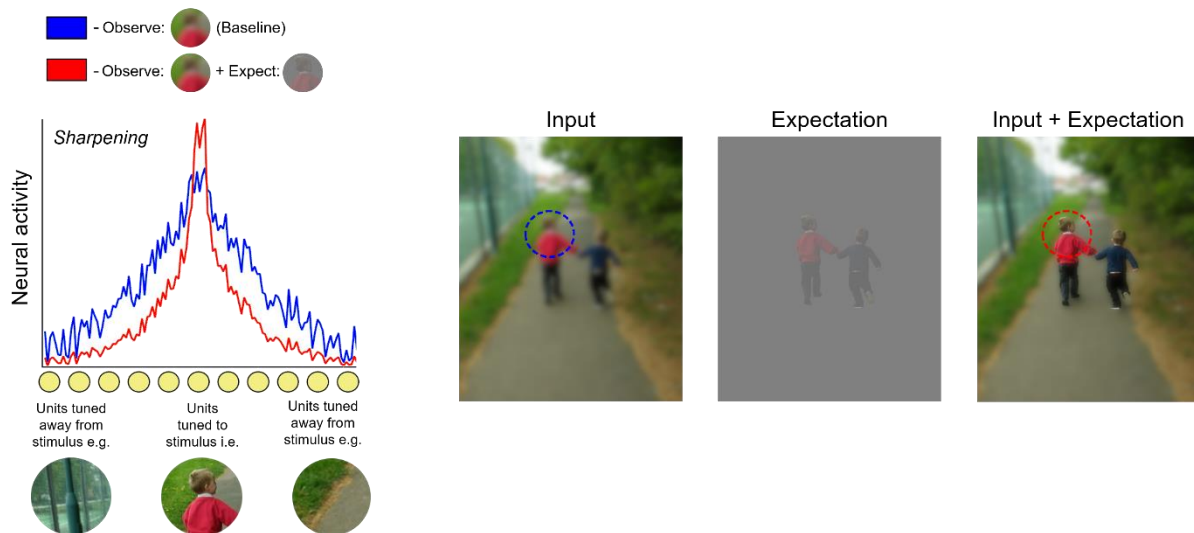 - Observe: (Baseline)
- Observe: + Expect:
Sharpening
Neural activity
Units tuned
away from
stimulus e.g.
Units
tuned to
stimulus i.e.
Units tuned
away from
stimulus e.g.
Input
Expectation
Input + Expectation